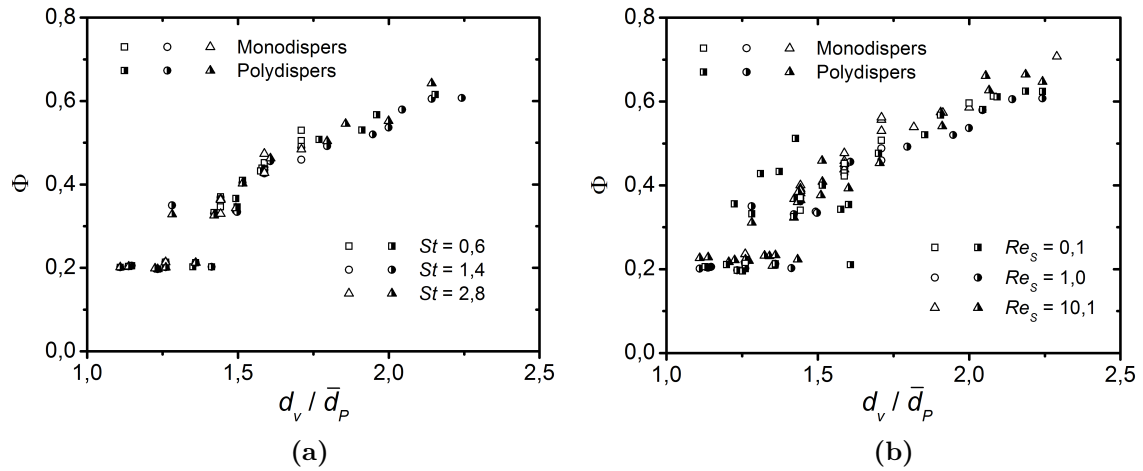 0,8
Monodispers
Polydispers
0,6
Φ
0,4
St = 0,6
St = 1,4
0,2
St = 2,8
0,0
1,0 1,5 2,0 2,5
d_v / d̅_P
(a)
0,8
Monodispers
Polydispers
0,6
Φ
0,4
Re_S = 0,1
Re_S = 1,0
0,2
Re_S = 10,1
0,0
1,0 1,5 2,0 2,5
d_v / d̅_P
(b)